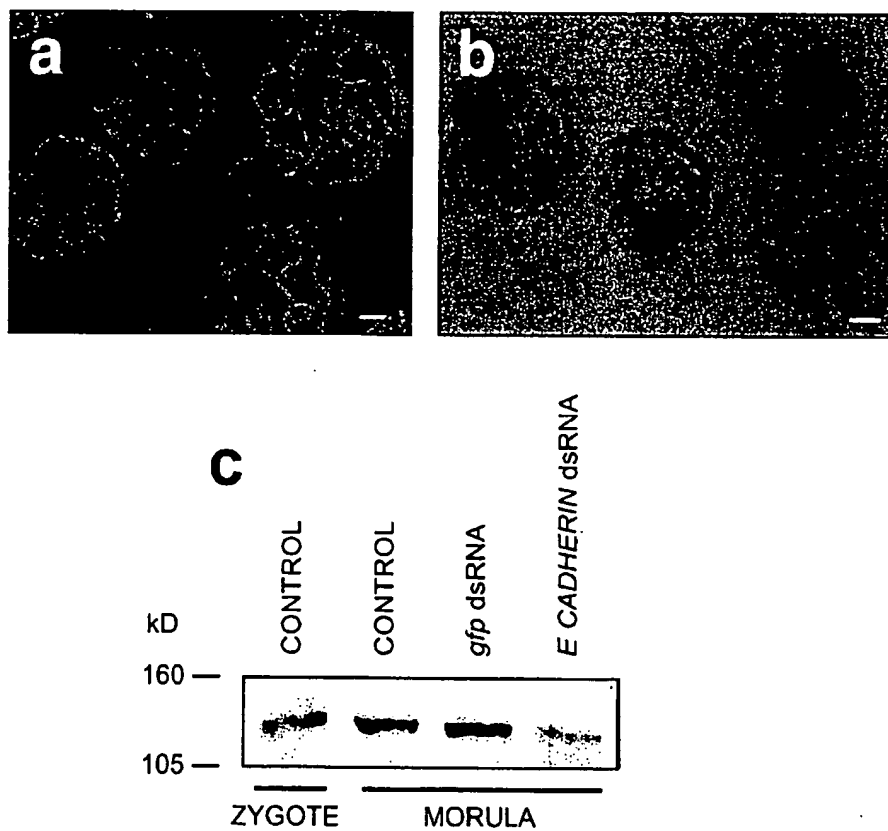 a
b
c
CONTROL
CONTROL
gfp dsRNA
E CADHERIN dsRNA
kD
160
105
ZYGOTE
MORULA